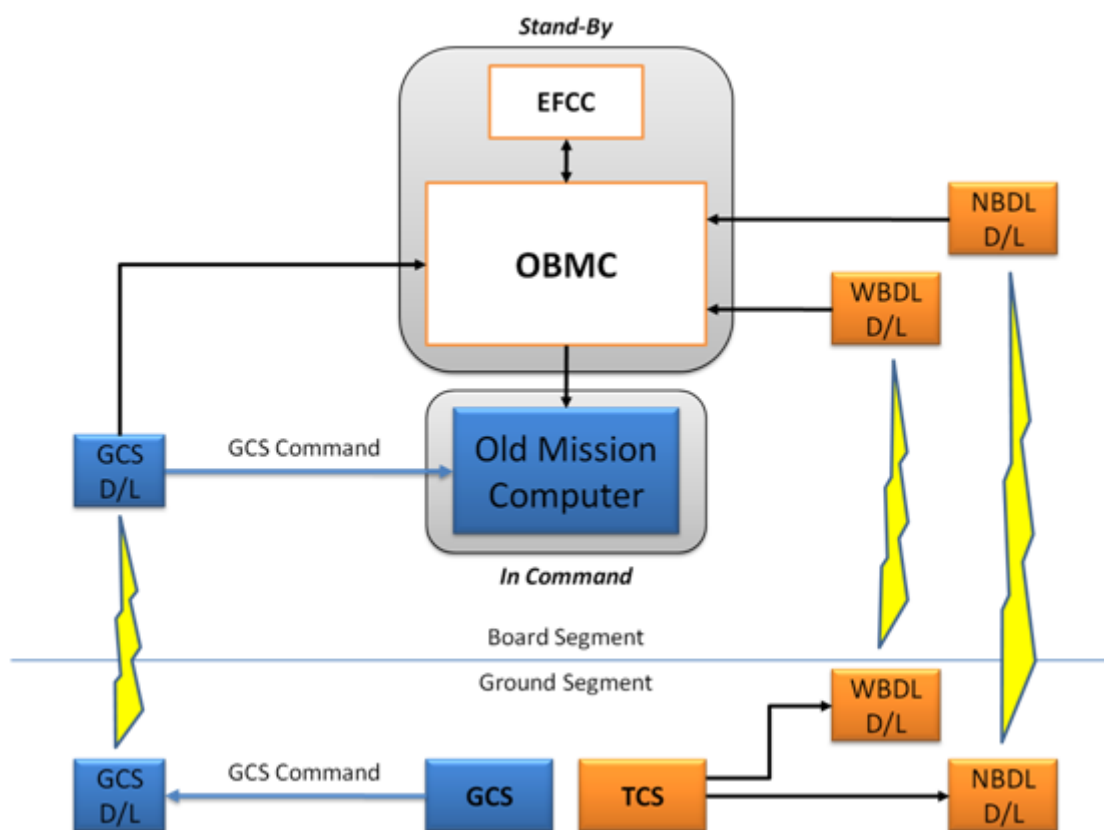 Stand-By
EFCC
NBDL
D/L
OBMC
WBDL
D/L
GCS
D/L
GCS Command
Old Mission
Computer
In Command
Board Segment
Ground Segment
WBDL
D/L
GCS
D/L
GCS Command
GCS
TCS
NBDL
D/L